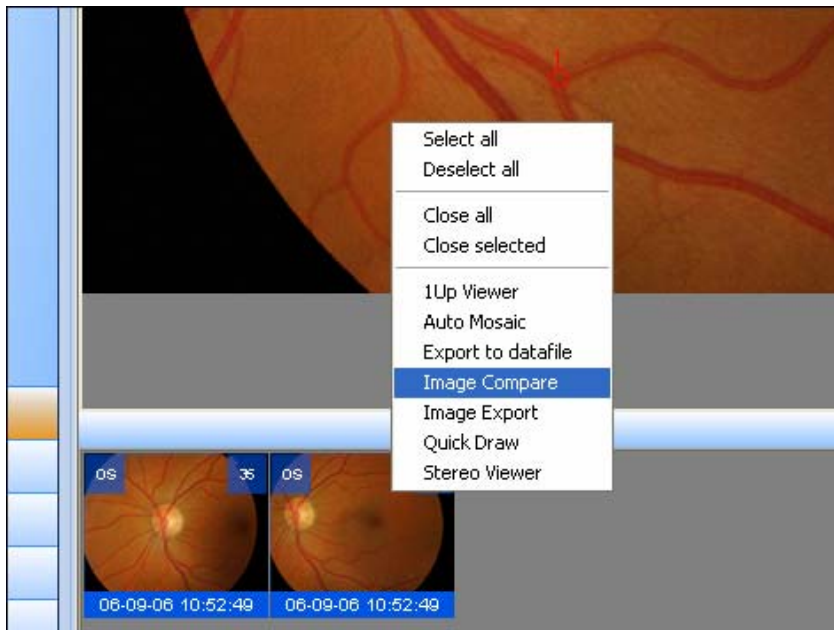 Select all
Deselect all
Close all
Close selected
1Up Viewer
Auto Mosaic
Export to datafile
Image Compare
Image Export
Quick Draw
Stereo Viewer
OS 35 OS
06-09-06 10:52:49 06-09-06 10:52:49